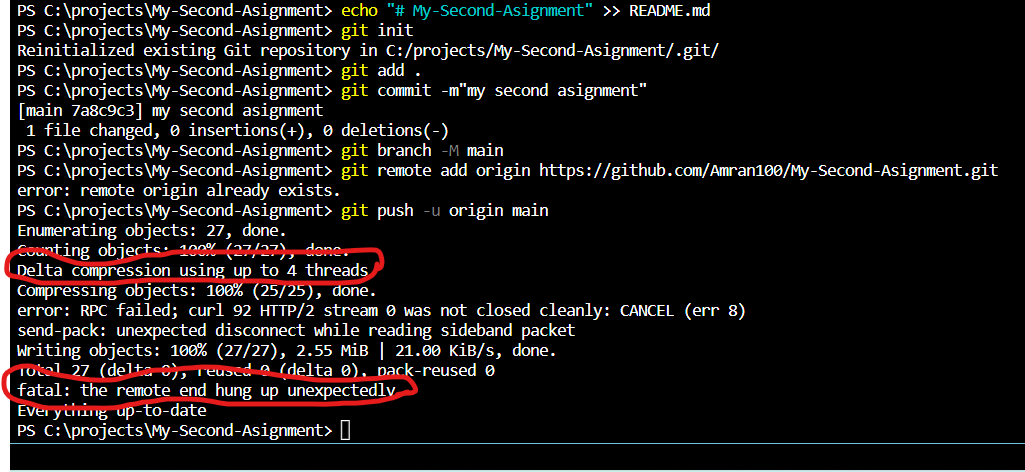 PS C:\projects\My-Second-Asignment> echo "# My-Second-Asignment" >> README.md
PS C:\projects\My-Second-Asignment> git init
Reinitialized existing Git repository in C:/projects/My-Second-Asignment/.git/
PS C:\projects\My-Second-Asignment> git add .
PS C:\projects\My-Second-Asignment> git commit -m"my second asignment"
[main 7a8c9c3] my second asignment
 1 file changed, 0 insertions(+), 0 deletions(-)
PS C:\projects\My-Second-Asignment> git branch -M main
PS C:\projects\My-Second-Asignment> git remote add origin https://github.com/Amran100/My-Second-Asignment.git
error: remote origin already exists.
PS C:\projects\My-Second-Asignment> git push -u origin main
Enumerating objects: 27, done.
Counting objects: 100% (27/27), done.
Delta compression using up to 4 threads
Compressing objects: 100% (25/25), done.
error: RPC failed; curl 92 HTTP/2 stream 0 was not closed cleanly: CANCEL (err 8)
send-pack: unexpected disconnect while reading sideband packet
Writing objects: 100% (27/27), 2.55 MiB | 21.00 KiB/s, done.
Total 27 (delta 0), reused 0 (delta 0), pack-reused 0
fatal: the remote end hung up unexpectedly
Everything up-to-date
PS C:\projects\My-Second-Asignment>